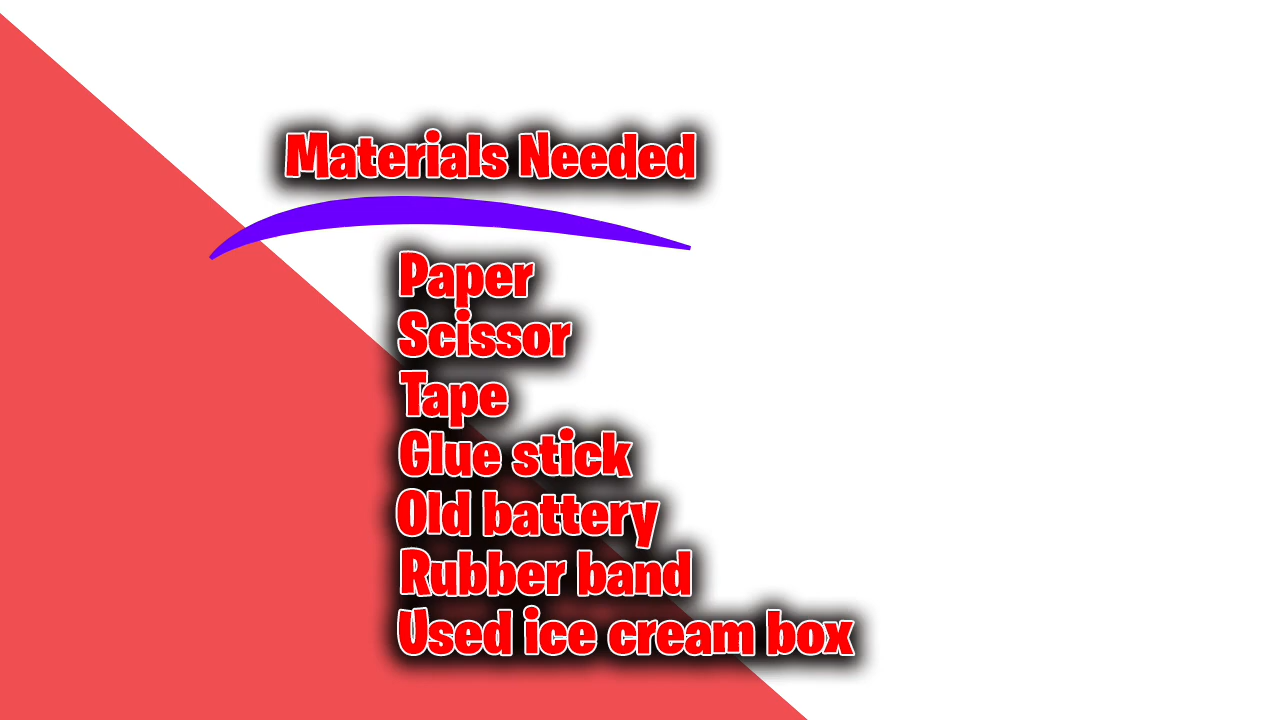 Materials Needed
Paper
Scissor
Tape
Glue stick
Old battery
Rubber band
Used ice cream box